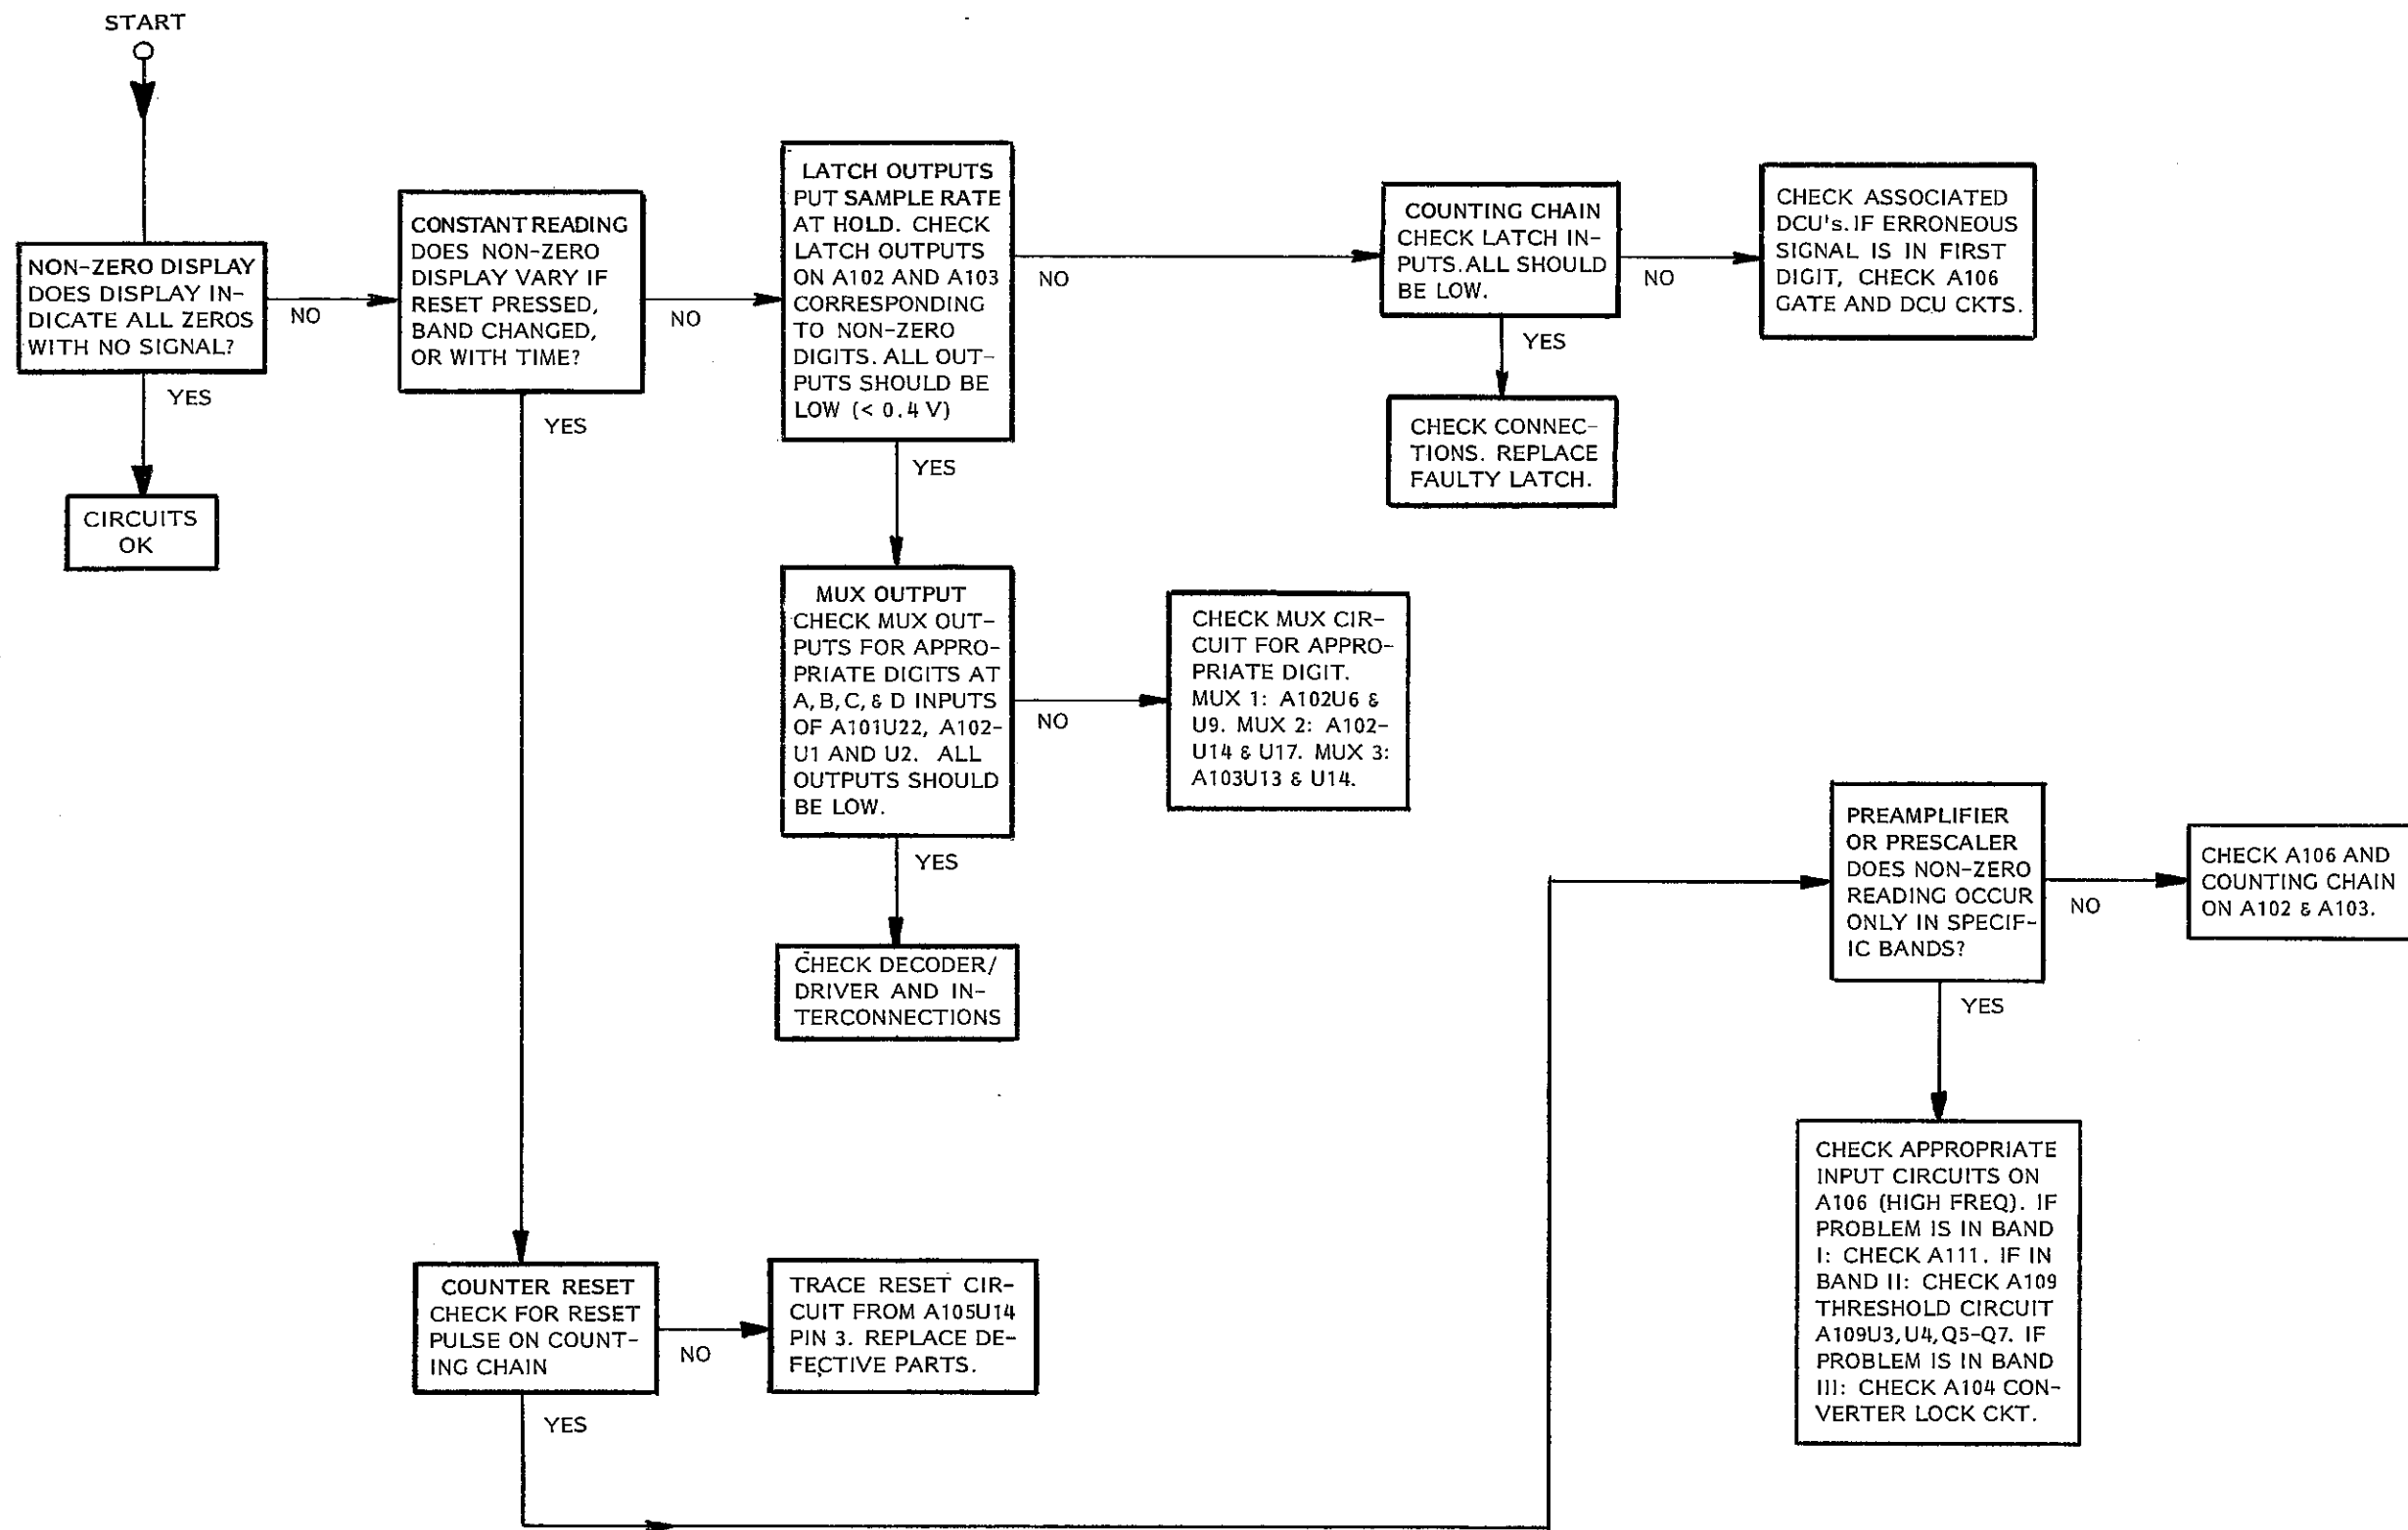 START
NON-ZERO DISPLAY
DOES DISPLAY IN-
DICATE ALL ZEROS
WITH NO SIGNAL?
NO
YES
CIRCUITS
OK
CONSTANT READING
DOES NON-ZERO
DISPLAY VARY IF
RESET PRESSED,
BAND CHANGED,
OR WITH TIME?
NO
YES
LATCH OUTPUTS
PUT SAMPLE RATE
AT HOLD. CHECK
LATCH OUTPUTS
ON A102 AND A103
CORRESPONDING
TO NON-ZERO
DIGITS. ALL OUT-
PUTS SHOULD BE
LOW (< 0.4 V)
NO
YES
COUNTING CHAIN
CHECK LATCH IN-
PUTS. ALL SHOULD
BE LOW.
NO
YES
CHECK ASSOCIATED
DCU's. IF ERRONEOUS
SIGNAL IS IN FIRST
DIGIT, CHECK A106
GATE AND DCU CKTS.
CHECK CONNEC-
TIONS. REPLACE
FAULTY LATCH.
MUX OUTPUT
CHECK MUX OUT-
PUTS FOR APPRO-
PRIATE DIGITS AT
A, B, C, & D INPUTS
OF A101U22, A102-
U1 AND U2. ALL
OUTPUTS SHOULD
BE LOW.
NO
YES
CHECK MUX CIR-
CUIT FOR APPRO-
PRIATE DIGIT.
MUX 1: A102U6 &
U9. MUX 2: A102-
U14 & U17. MUX 3:
A103U13 & U14.
CHECK DECODER/
DRIVER AND IN-
TERCONNECTIONS
PREAMPLIFIER
OR PRESCALER
DOES NON-ZERO
READING OCCUR
ONLY IN SPECIF-
IC BANDS?
NO
YES
CHECK A106 AND
COUNTING CHAIN
ON A102 & A103.
CHECK APPROPRIATE
INPUT CIRCUITS ON
A106 (HIGH FREQ). IF
PROBLEM IS IN BAND
I: CHECK A111. IF IN
BAND II: CHECK A109
THRESHOLD CIRCUIT
A109U3, U4, Q5-Q7. IF
PROBLEM IS IN BAND
III: CHECK A104 CON-
VERTER LOCK CKT.
COUNTER RESET
CHECK FOR RESET
PULSE ON COUNT-
ING CHAIN
NO
YES
TRACE RESET CIR-
CUIT FROM A105U14
PIN 3. REPLACE DE-
FECTIVE PARTS.